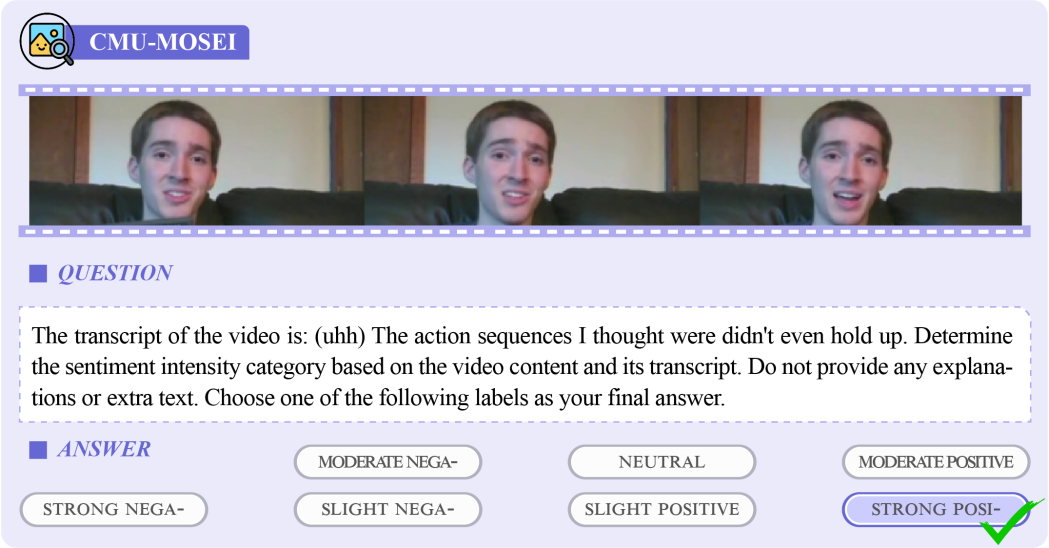 CMU-MOSEI
QUESTION
The transcript of the video is: (uhh) The action sequences I thought were didn't even hold up. Determine
the sentiment intensity category based on the video content and its transcript. Do not provide any explana-
tions or extra text. Choose one of the following labels as your final answer.
ANSWER
MODERATE NEGA-
NEUTRAL
MODERATE POSITIVE
STRONG NEGA-
SLIGHT NEGA-
SLIGHT POSITIVE
STRONG POSI-